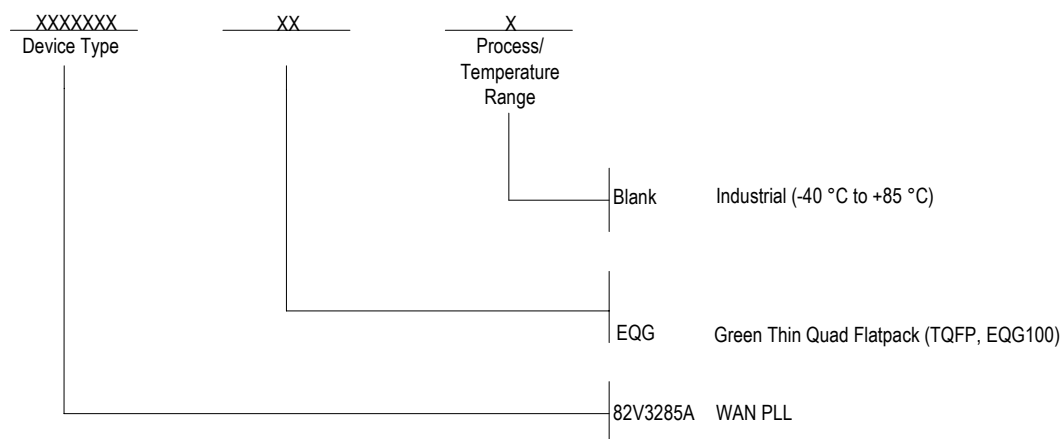 XXXXXXX XX X
Device Type Process/
Temperature
Range
Blank Industrial (-40 °C to +85 °C)
EQG Green Thin Quad Flatpack (TQFP, EQG100)
82V3285A WAN PLL